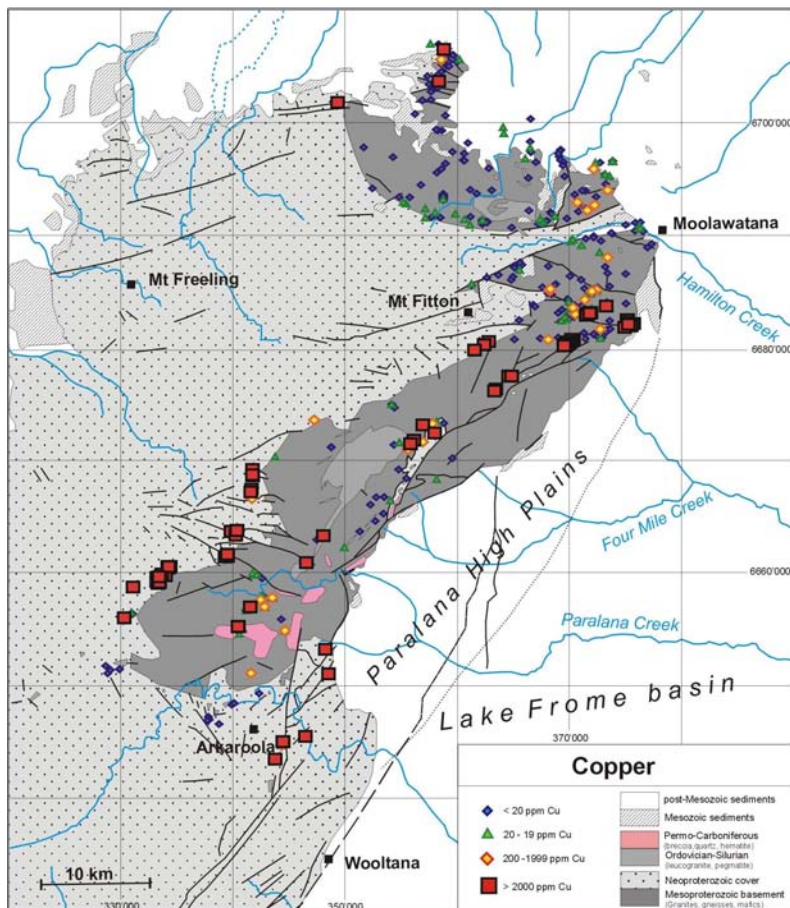 6700'000
Moolawatana
Mt Freeling
Mt Fitton
Hamilton
Creek
6680'000
Paralana High Plains
Four Mile Creek
6660'000
Paralana Creek
Lake Frome basin
Arkaroola
370'000
Copper
< 20 ppm Cu
20 - 19 ppm Cu
200 -1999 ppm Cu
> 2000 ppm Cu
post-Mesozoic sediments
Mesozoic sediments
Permo-Carboniferous
(breccia,quartz, hematite)
Ordovician-Silurian
(leucogranite, pegmatite)
Neoproterozoic cover
Mesoproterozoic basement
(Granites, gneisses, mafics)
Wooltana
10 km
330'000
350'000